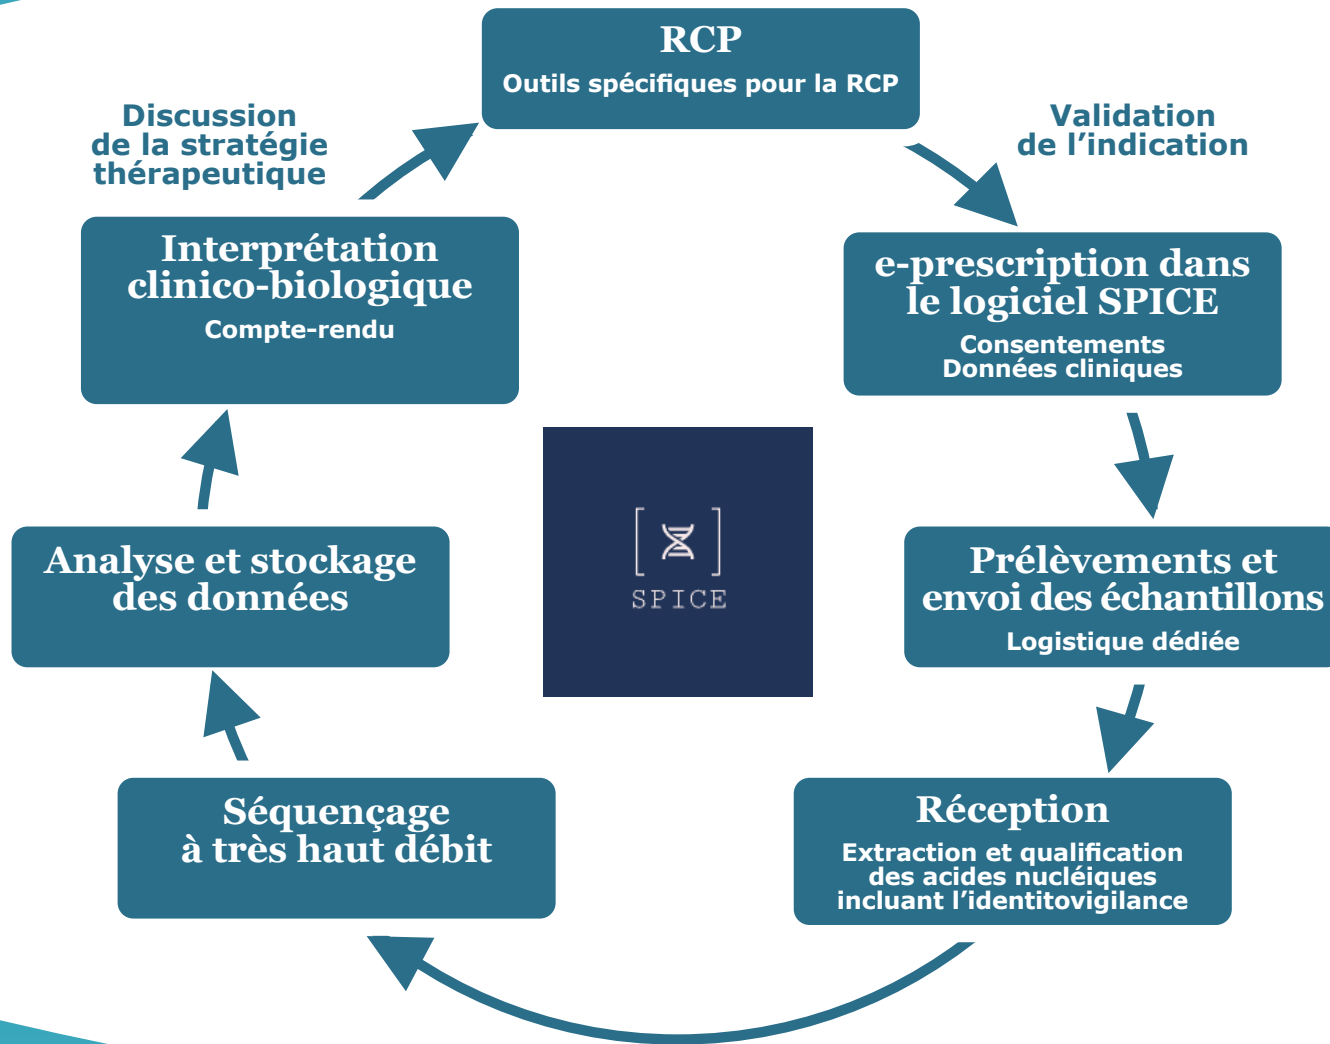 RCP
Outils spécifiques pour la RCP
Validation
de l’indication
e-prescription dans
le logiciel SPICE
Consentements
Données cliniques
Prélèvements et
envoi des échantillons
Logistique dédiée
Réception
Extraction et qualification
des acides nucléiques
incluant l’identitovigilance
Séquençage
à très haut débit
Analyse et stockage
des données
Interprétation
clinico-biologique
Compte-rendu
Discussion
de la stratégie
thérapeutique
SPICE